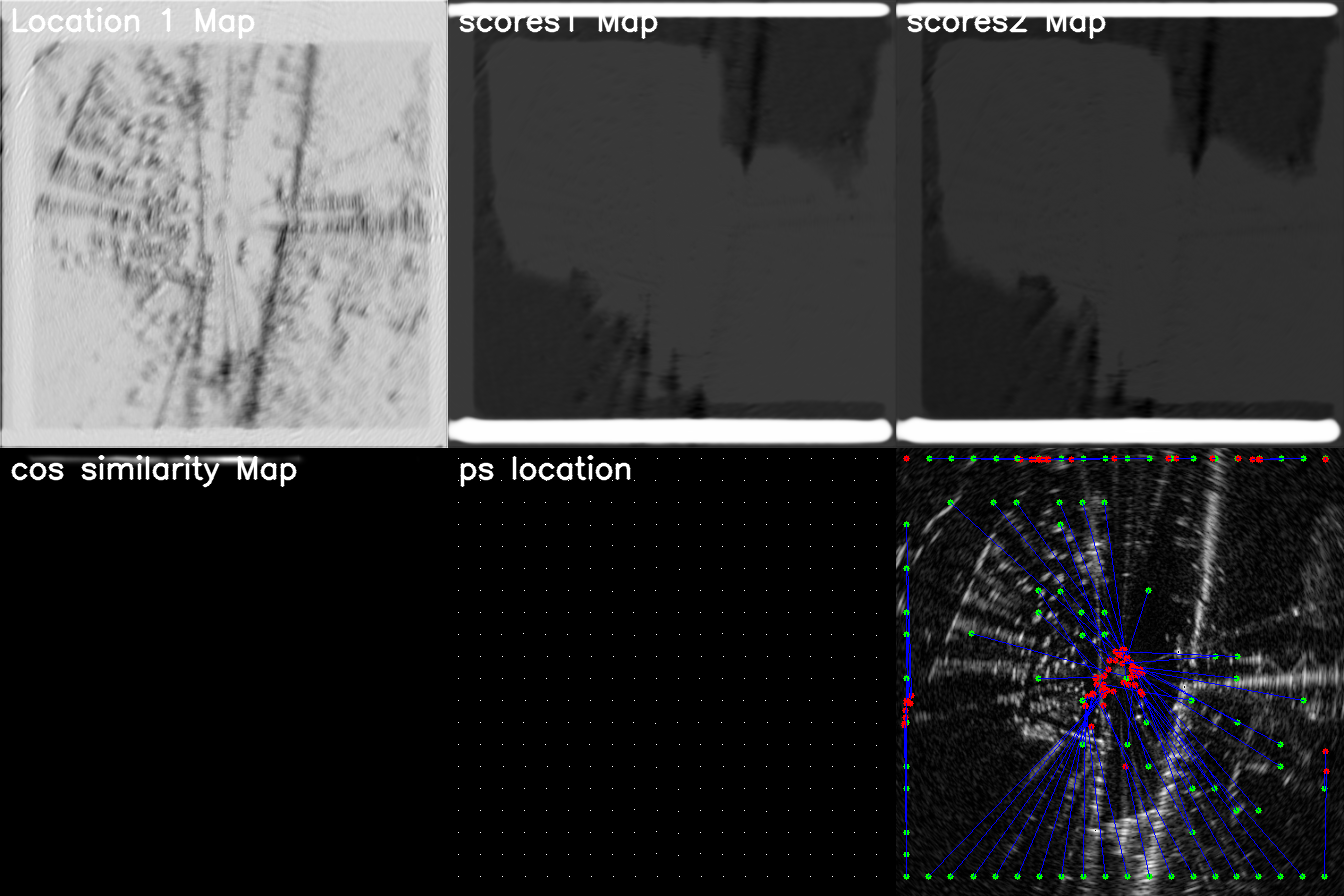 Location 1 Map
scores1 Map
scores2 Map
cos similarity Map
ps location